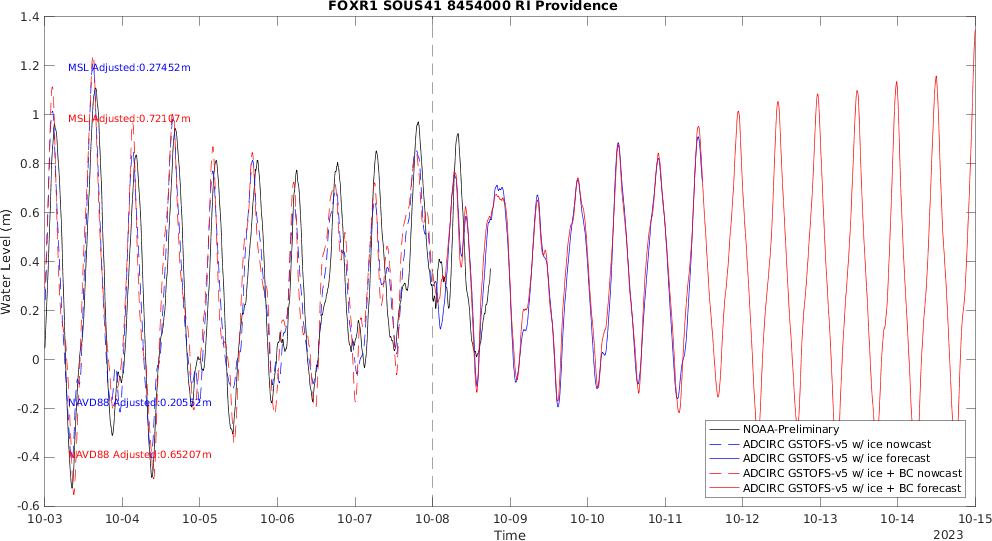 FOXR1 SOUS41 8454000 RI Providence
1.4
1.2
1
0.8
0.6
0.4
0.2
0
-0.2
-0.4
-0.6
Water Level (m)
MSL Adjusted:0.27452m
MSL Adjusted:0.72107m
NAVD88 Adjusted:0.20552m
NAVD88 Adjusted:0.65207m
NOAA-Preliminary
ADCIRC GSTOFS-v5 w/ ice nowcast
ADCIRC GSTOFS-v5 w/ ice forecast
ADCIRC GSTOFS-v5 w/ ice + BC nowcast
ADCIRC GSTOFS-v5 w/ ice + BC forecast
10-03 10-04 10-05 10-06 10-07 10-08 10-09 10-10 10-11 10-12 10-13 10-14 10-15
Time
2023